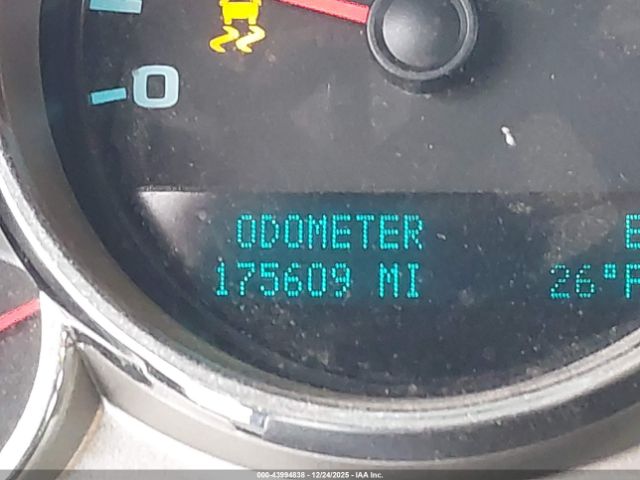 0
ODOMETER E
175609 MI 26°F
000-43994838 - 12/24/2025 - IAA Inc.